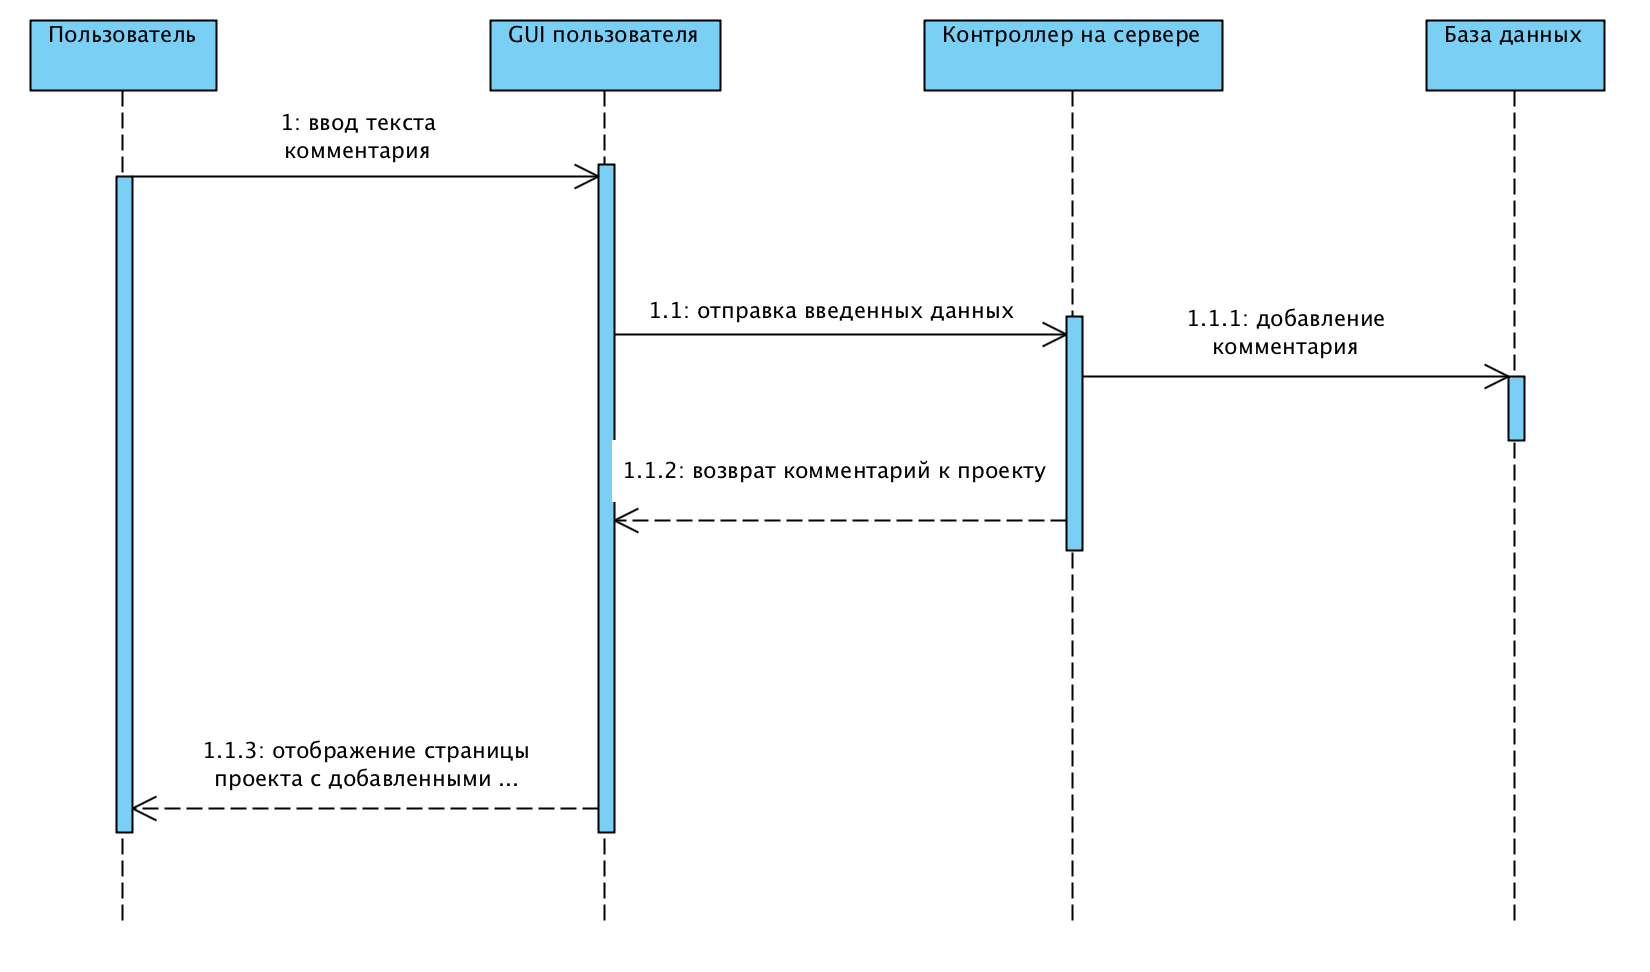 Пользователь
GUI пользователя
Контроллер на сервере
База данных
1: ввод текста
комментария
1.1: отправка введенных данных
1.1.1: добавление
комментария
1.1.2: возврат комментарий к проекту
1.1.3: отображение страницы
проекта с добавленными ...